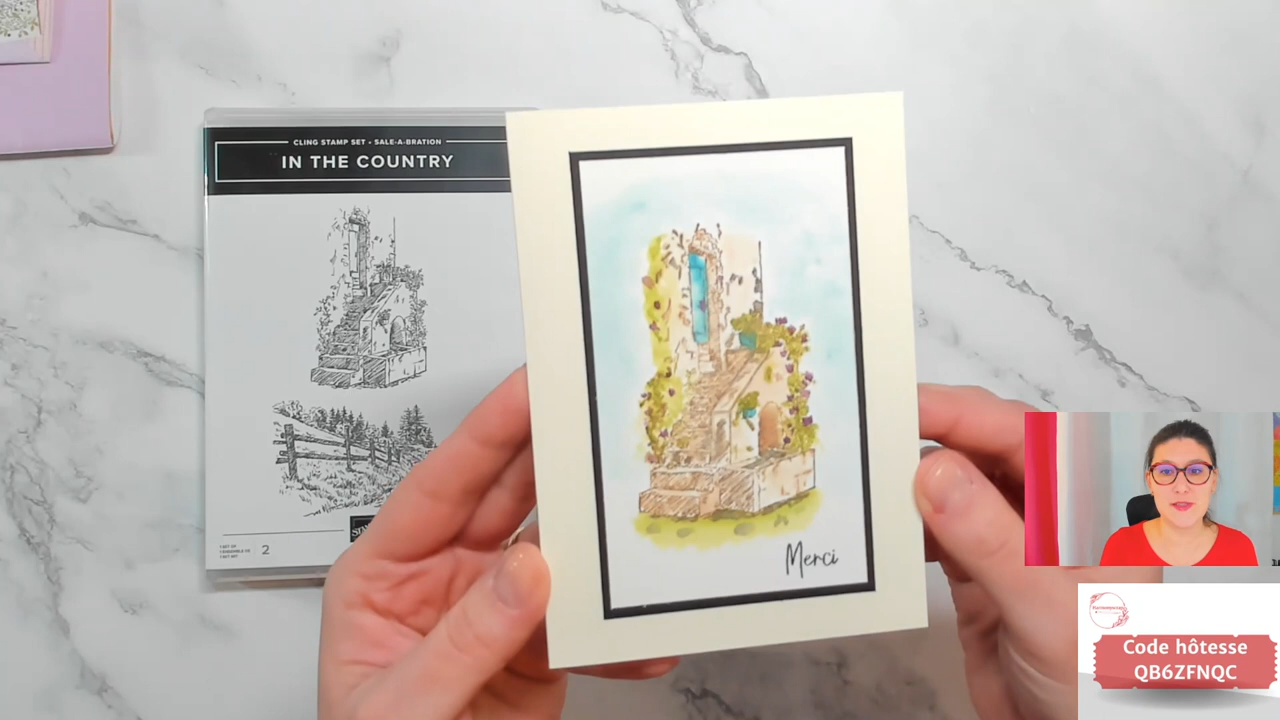 CLING STAMP SET • SALE-A-BRATION
IN THE COUNTRY
2
Merci
Code hôtesse
QB6ZFNQC